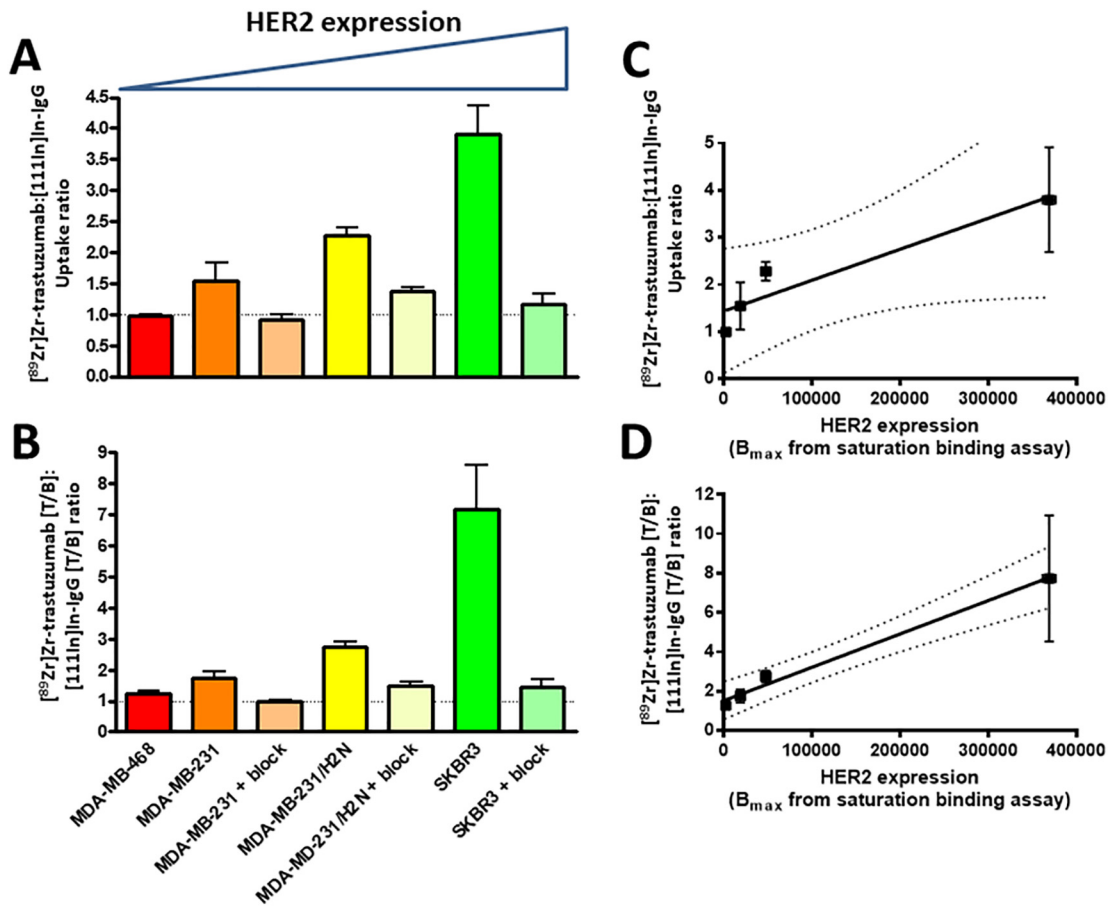 HER2 expression
A
[⁸⁹Zr]Zr-trastuzumab:[111In]In-IgG
Uptake ratio
4.5
4.0
3.5
3.0
2.5
2.0
1.5
1.0
0.5
0.0
B
[⁸⁹Zr]Zr-trastuzumab [T/B]:
[111In]In-IgG [T/B] ratio
9
8
7
6
5
4
3
2
1
0
MDA-MB-468
MDA-MB-231
MDA-MB-231 + block
MDA-MB-231/H2N
MDA-MD-231/H2N + block
SKBR3
SKBR3 + block
C
[⁸⁹Zr]Zr-trastuzumab:[111In]In-IgG
Uptake ratio
5
4
3
2
1
0
0 100000 200000 300000 400000
HER2 expression
(Bmax from saturation binding assay)
D
[⁸⁹Zr]Zr-trastuzumab [T/B]:
[111In]In-IgG [T/B] ratio
12
10
8
6
4
2
0
0 100000 200000 300000 400000
HER2 expression
(Bmax from saturation binding assay)